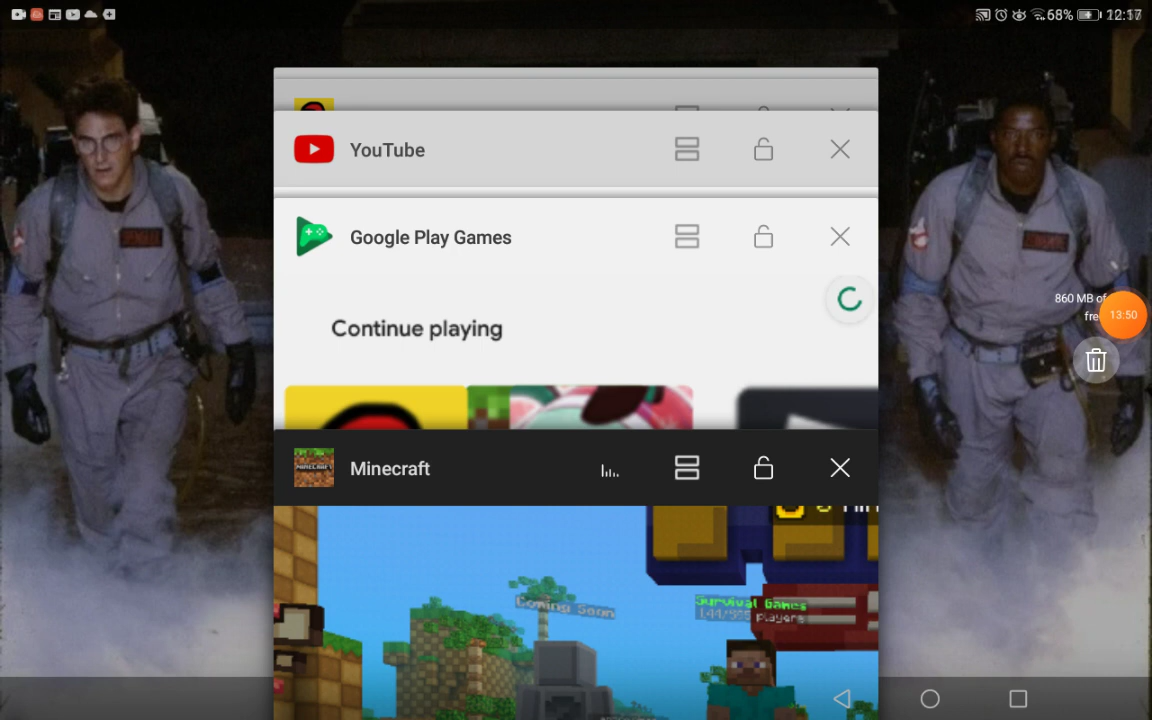 68% 12:17
YouTube
Google Play Games
860 MB of
fre
13:50
Continue playing
Minecraft
Coming Soon
Survival Games
players